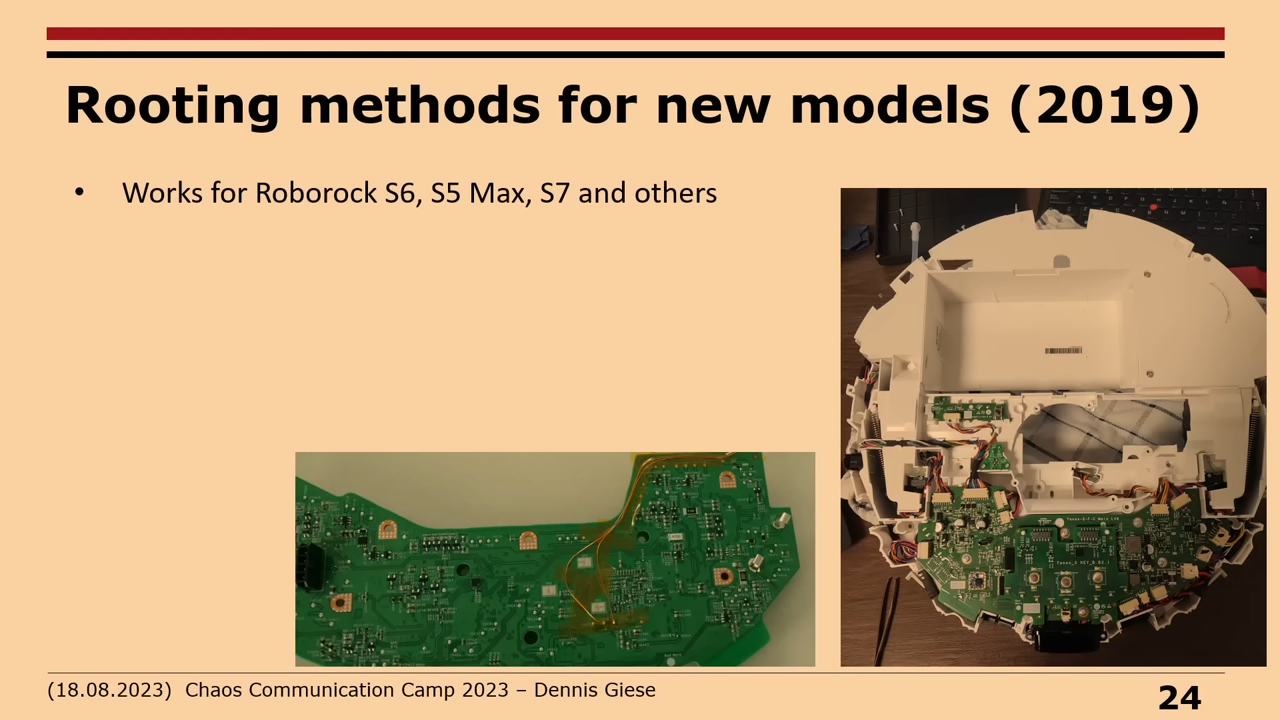 Rooting methods for new models (2019)
• Works for Roborock S6, S5 Max, S7 and others
(18.08.2023) Chaos Communication Camp 2023 – Dennis Giese
24